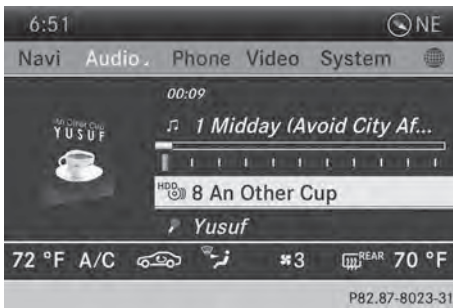 6:51 NE
Navi Audio Phone Video System
00:09
1 Midday (Avoid City Af...
An Other Cup
YUSUF
HDD 8 An Other Cup
Yusuf
72 °F A/C 3 REAR 70 °F
P82.87-8023-31